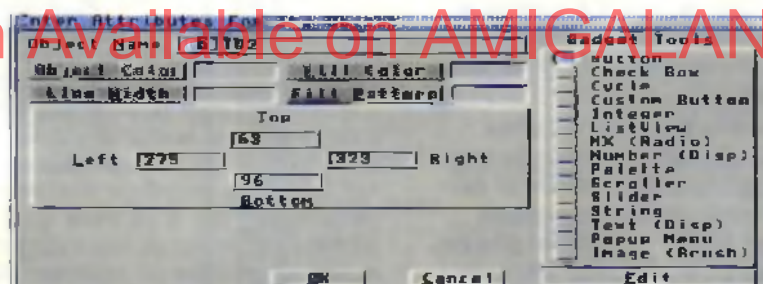 Enter Attributes For
Available on AMIGALAN
Object Name
Object Color
Fill Color
Line Width
Fill Pattern
Top
63
Left 275
323 Right
96
Bottom
OK
Cancel
Gadget Tools
Button
Check Box
Cycle
Custom Button
Integer
ListView
MX (Radio)
Number (Disp)
Palette
Scroller
Slider
String
Text (Disp)
Popup Menu
Image (Brush)
Edit